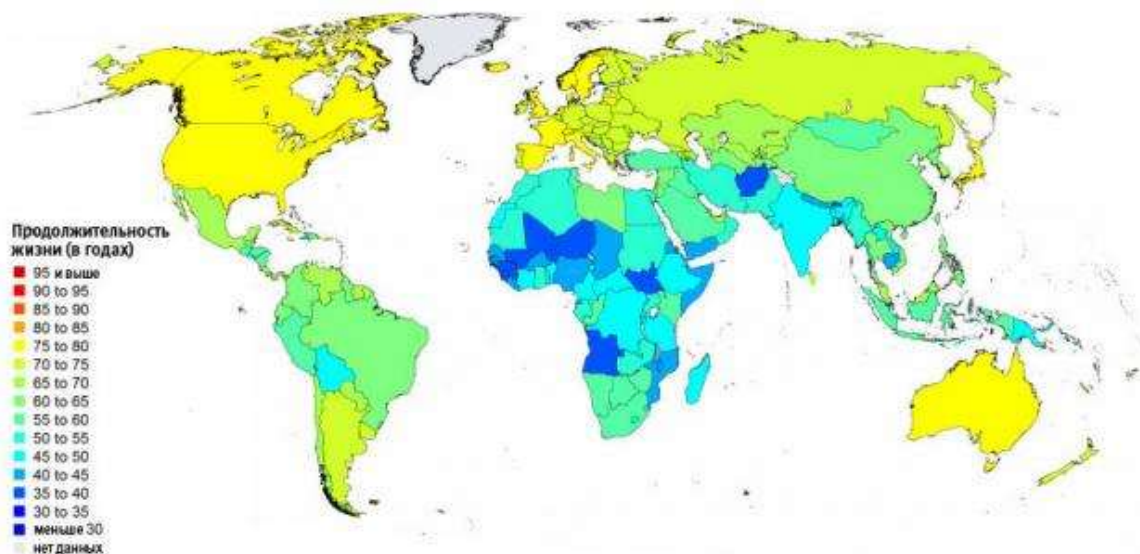 Продолжительность
жизни (в годах)
95 и выше
90 to 95
85 to 90
80 to 85
75 to 80
70 to 75
65 to 70
60 to 65
55 to 60
50 to 55
45 to 50
40 to 45
35 to 40
30 to 35
меньше 30
нет данных